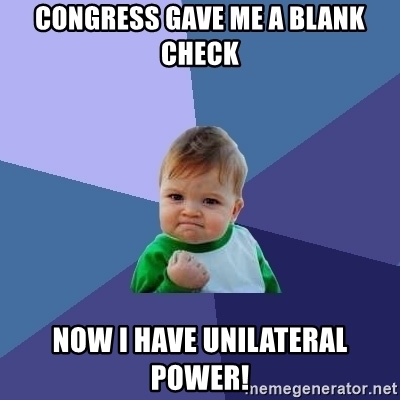 CONGRESS GAVE ME A BLANK
CHECK
NOW I HAVE UNILATERAL
POWER!
memegenerator.net